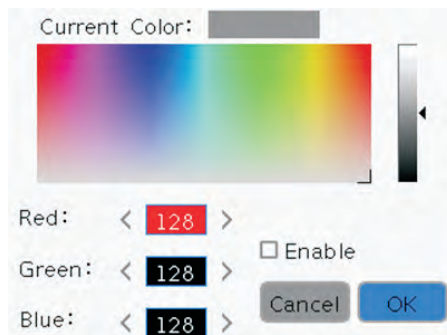 Current Color:
Red: < 128 >
Green: < 128 >
Enable
Blue: < 128 >
Cancel OK